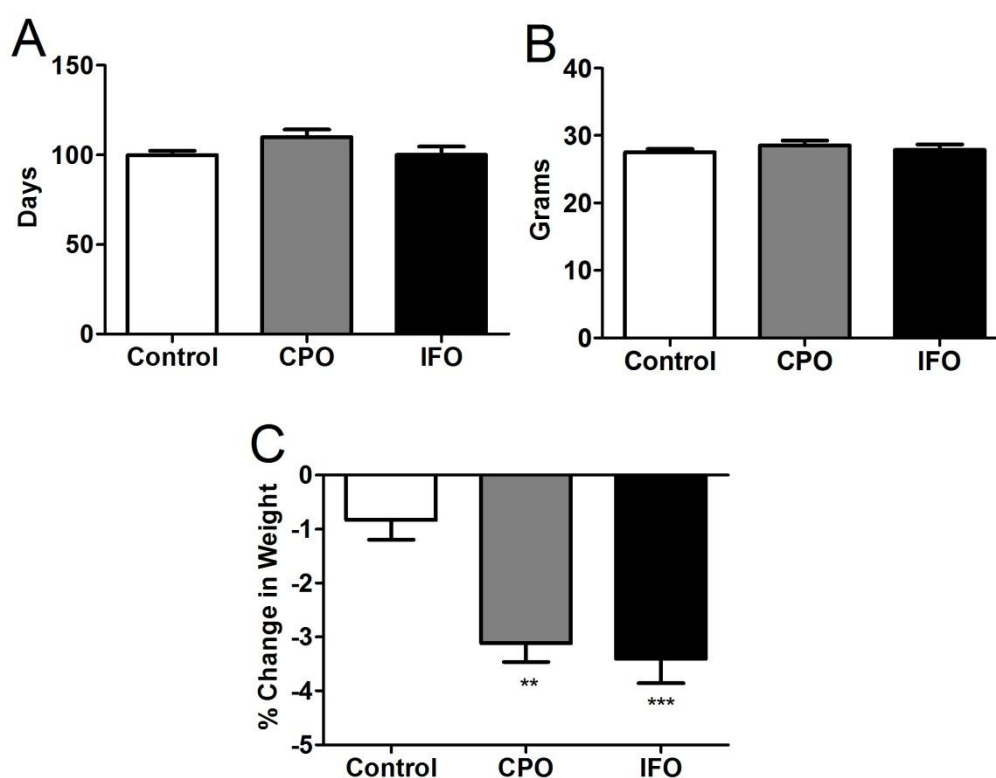 A
Days
150
100
50
0
Control CPO IFO
B
Grams
40
30
20
10
0
Control CPO IFO
C
% Change in Weight
0
-1
-2
-3
-4
-5
**
***
Control CPO IFO